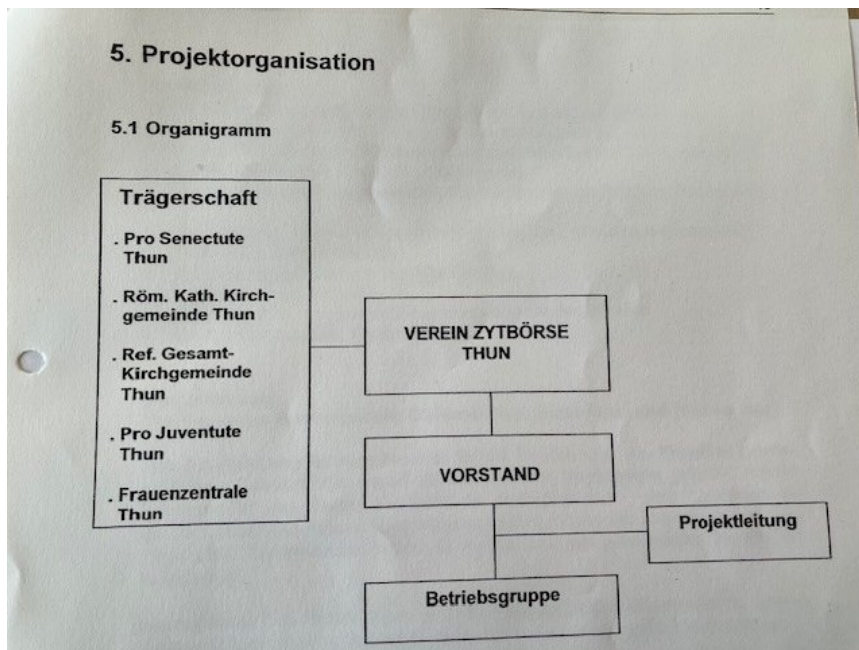 5. Projektorganisation
5.1 Organigramm
Trägerschaft
. Pro Senectute
Thun
. Röm. Kath. Kirch-
gemeinde Thun
. Ref. Gesamt-
Kirchgemeinde
Thun
. Pro Juventute
Thun
. Frauenzentrale
Thun
VEREIN ZYTBÖRSE
THUN
VORSTAND
Projektleitung
Betriebsgruppe